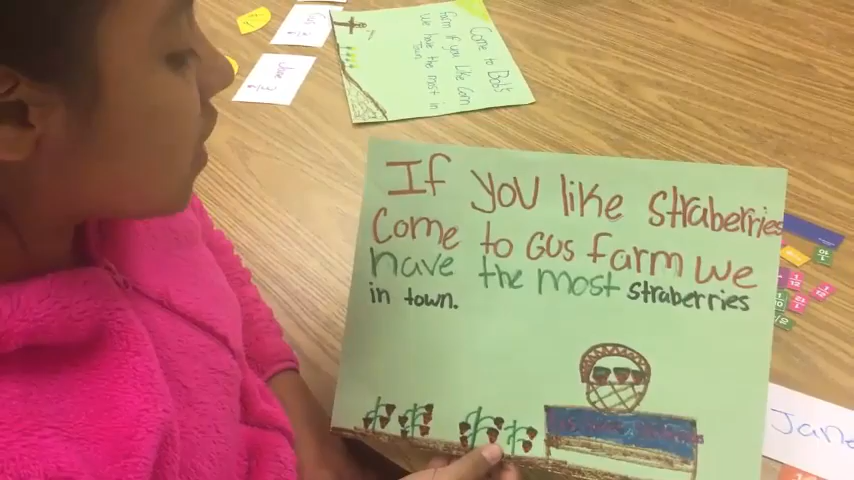 If you like straberries
come to Gus farm we
have the most straberries
in town.
Come to Bob's
farm if you like Corn
We have the most in
Town
Jane